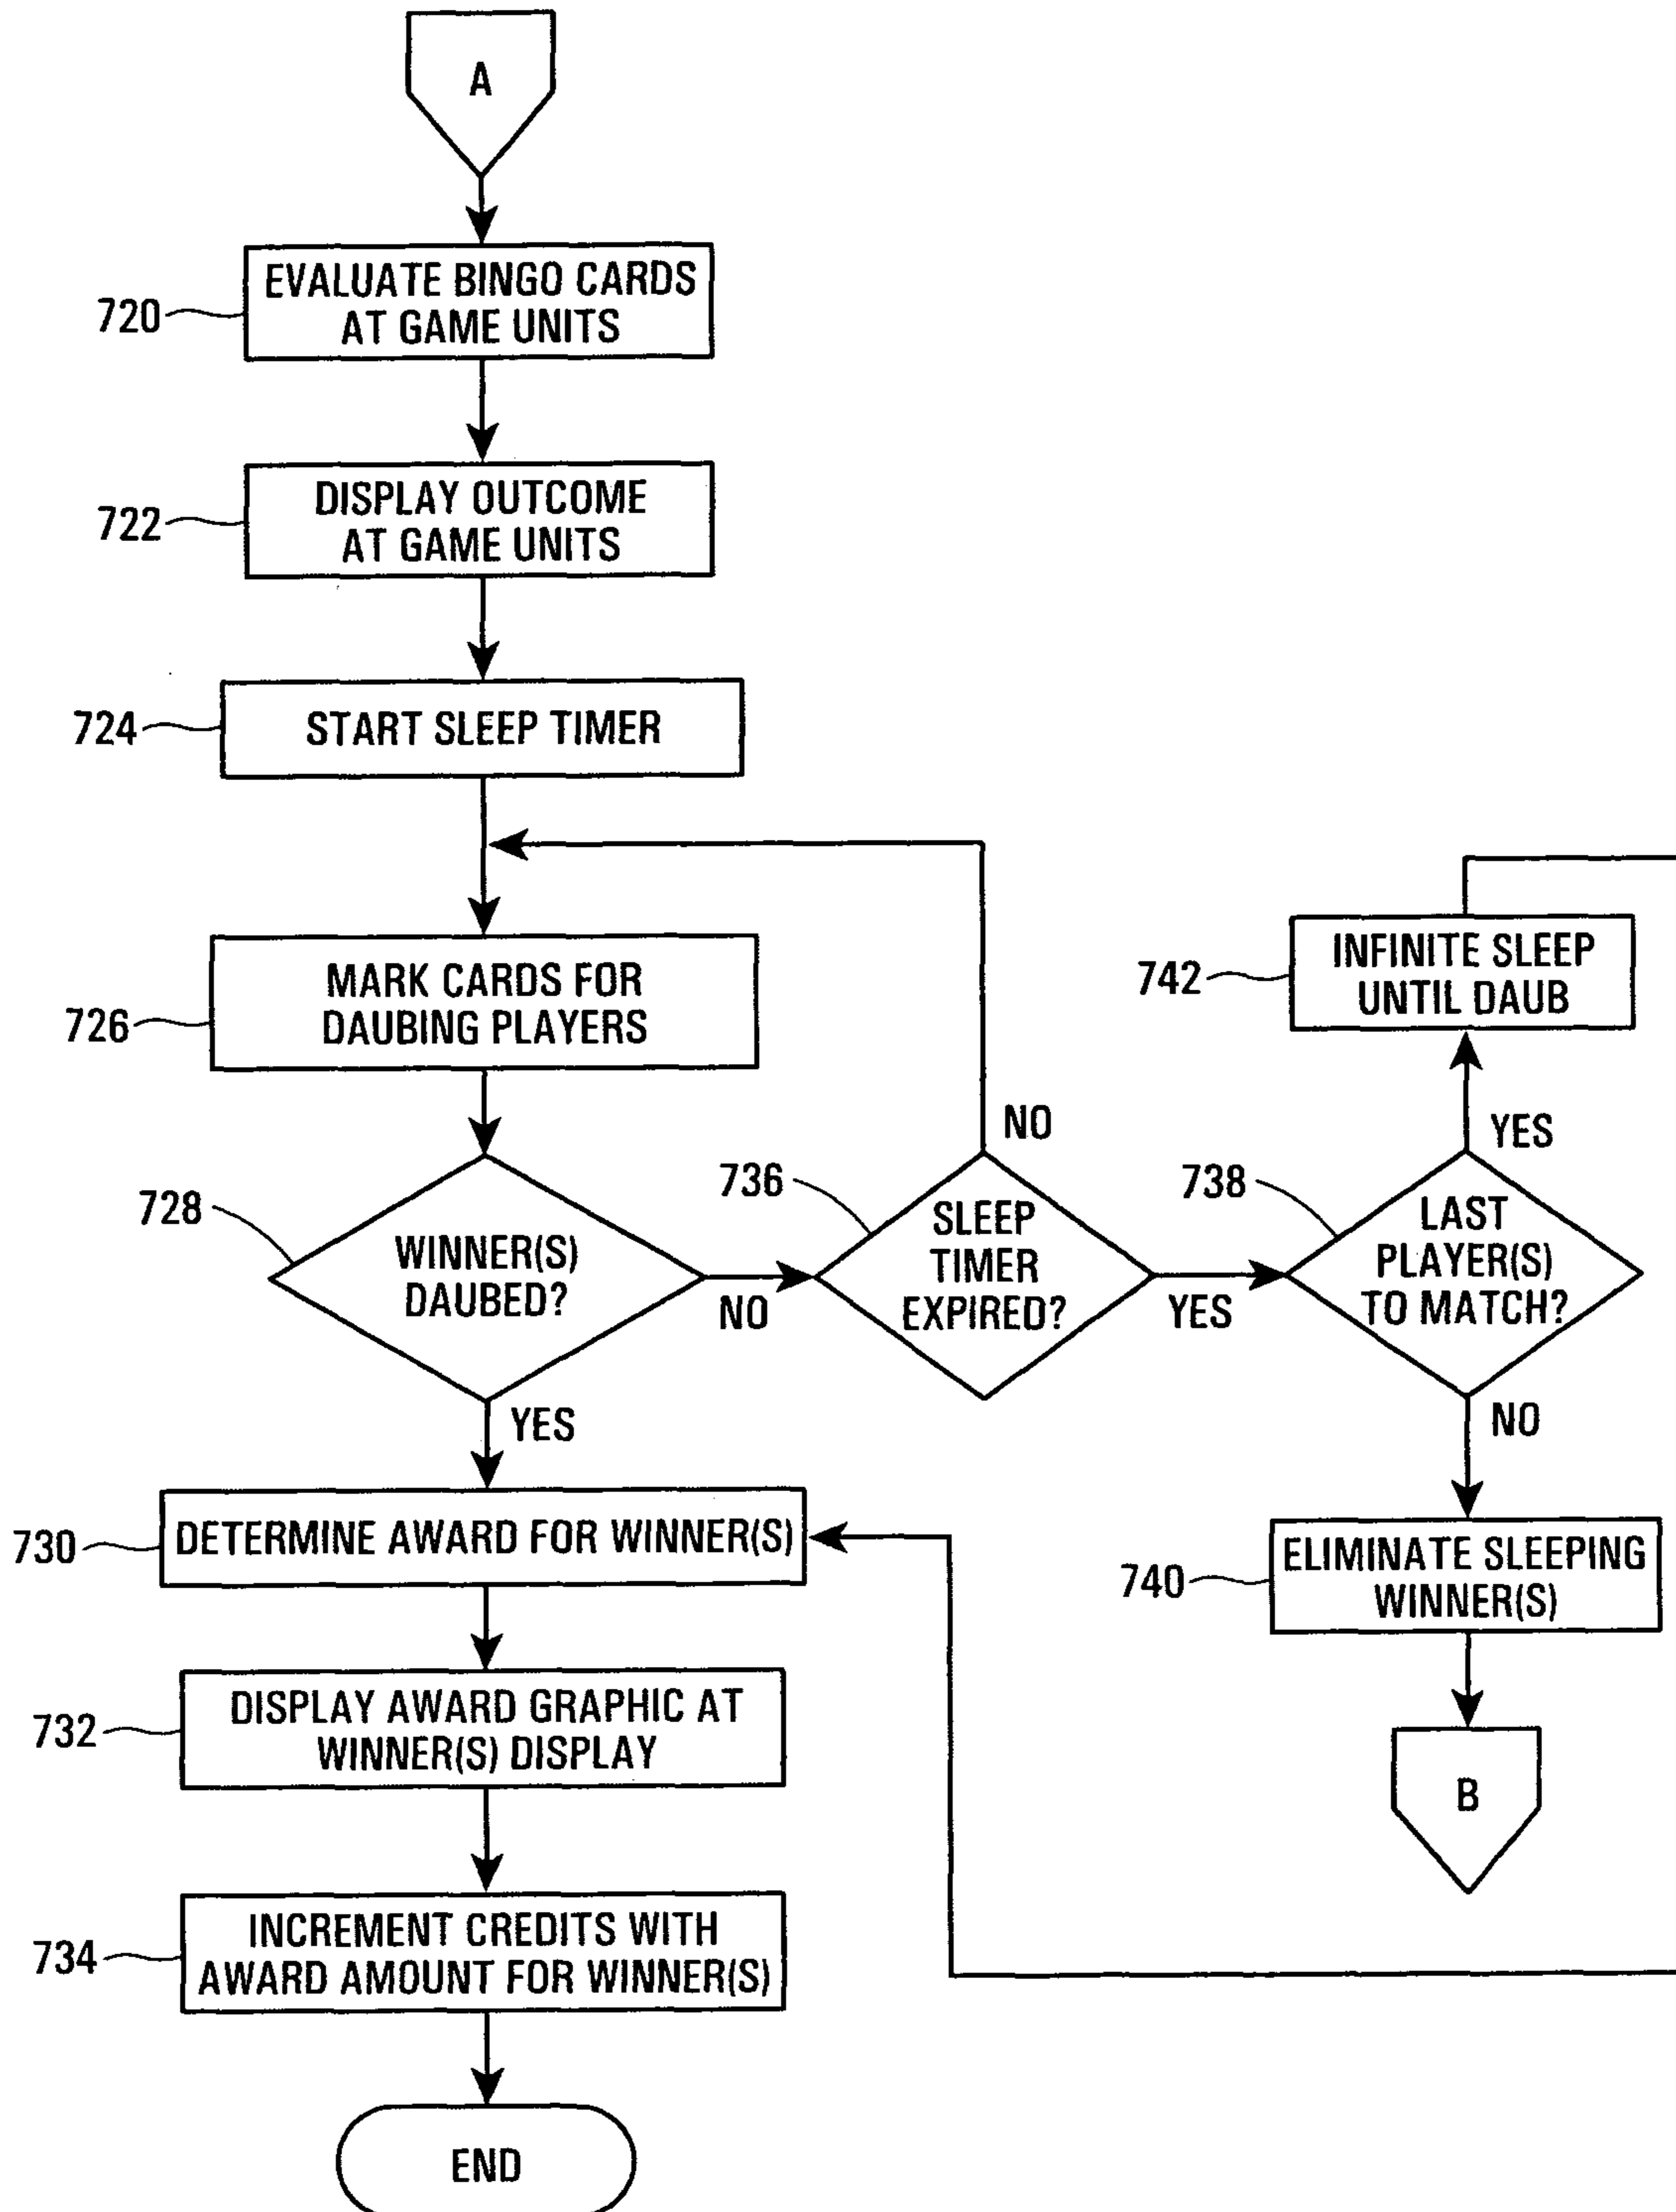 A
720
EVALUATE BINGO CARDS
AT GAME UNITS
722
DISPLAY OUTCOME
AT GAME UNITS
724
START SLEEP TIMER
726
MARK CARDS FOR
DAUBING PLAYERS
728
WINNER(S)
DAUBED?
NO
YES
736
SLEEP
TIMER
EXPIRED?
NO
YES
738
LAST
PLAYER(S)
TO MATCH?
YES
NO
742
INFINITE SLEEP
UNTIL DAUB
740
ELIMINATE SLEEPING
WINNER(S)
B
730
DETERMINE AWARD FOR WINNER(S)
732
DISPLAY AWARD GRAPHIC AT
WINNER(S) DISPLAY
734
INCREMENT CREDITS WITH
AWARD AMOUNT FOR WINNER(S)
END